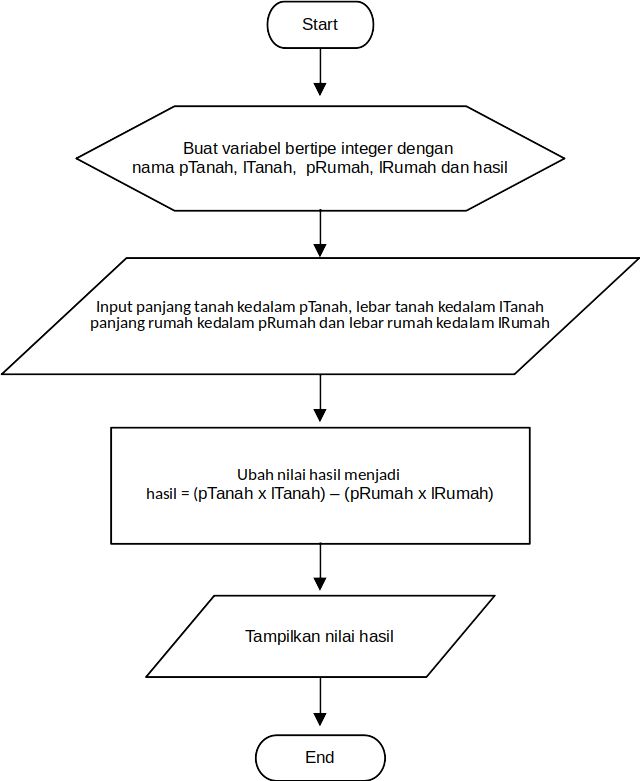 Start
Buat variabel bertipe integer dengan
nama pTanah, lTanah, pRumah, lRumah dan hasil
Input panjang tanah kedalam pTanah, lebar tanah kedalam lTanah
panjang rumah kedalam pRumah dan lebar rumah kedalam lRumah
Ubah nilai hasil menjadi
hasil = (pTanah x lTanah) – (pRumah x lRumah)
Tampilkan nilai hasil
End